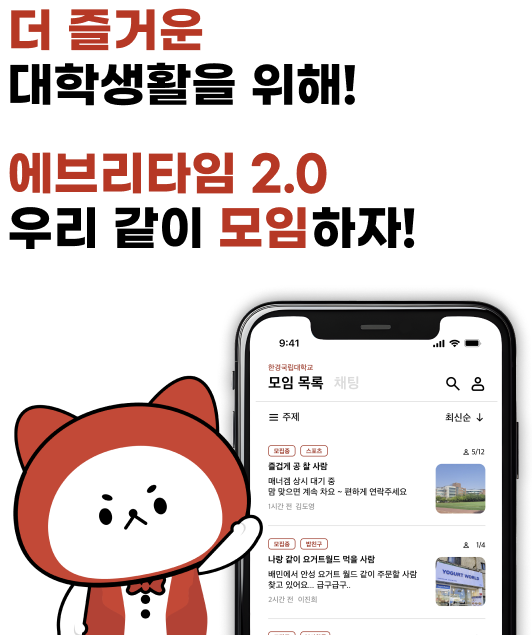 더 즐거운
대학생활을 위해!
에브리타임 2.0
우리 같이 모임하자!
9:41
한경국립대학교
모임 목록 채팅
주제 최신순
모집중 스포츠
5/12
즐겁게 공 찰 사람
매너겜 상시 대기 중
맘 맞으면 계속 차요 ~ 편하게 연락주세요
1시간 전 김도영
모집중 밥친구
1/4
나랑 같이 요거트월드 먹을 사람
배민에서 안성 요거트 월드 같이 주문할 사람
찾고 있어요... 급구급구..
YOGURT WORLD
2시간 전 이진희